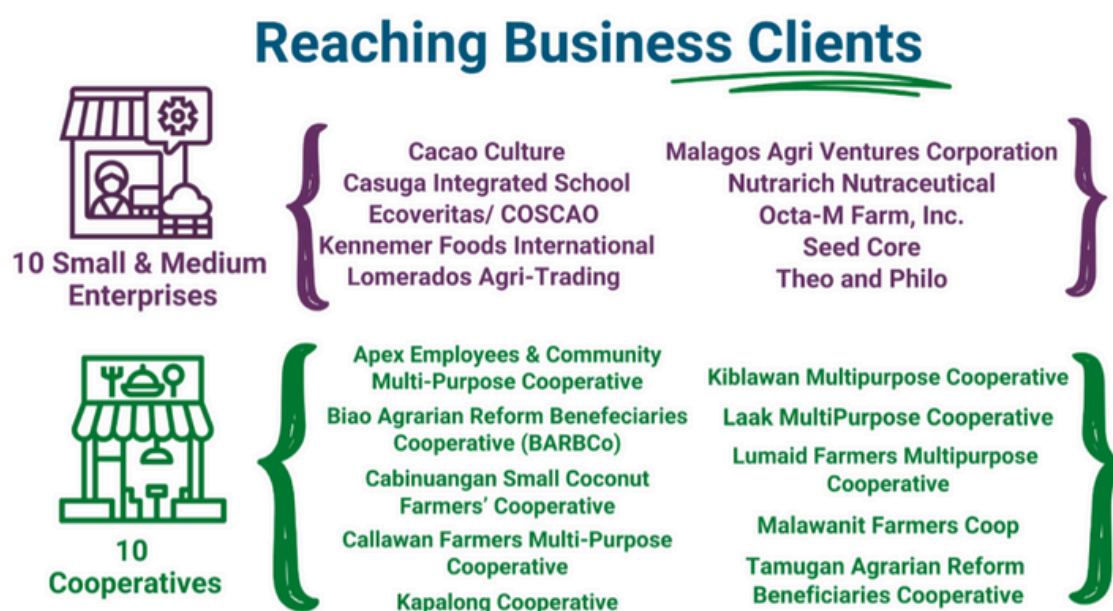 Reaching Business Clients
10 Small & Medium
Enterprises
Cacao Culture
Casuga Integrated School
Ecoveritas/ COSCAO
Kennemer Foods International
Lomerados Agri-Trading
Malagos Agri Ventures Corporation
Nutrarich Nutraceutical
Octa-M Farm, Inc.
Seed Core
Theo and Philo
10
Cooperatives
Apex Employees & Community
Multi-Purpose Cooperative
Biao Agrarian Reform Benefeciaries
Cooperative (BARBCo)
Cabinuangan Small Coconut
Farmers’ Cooperative
Callawan Farmers Multi-Purpose
Cooperative
Kapalong Cooperative
Kiblawan Multipurpose Cooperative
Laak MultiPurpose Cooperative
Lumaid Farmers Multipurpose
Cooperative
Malawanit Farmers Coop
Tamugan Agrarian Reform
Beneficiaries Cooperative